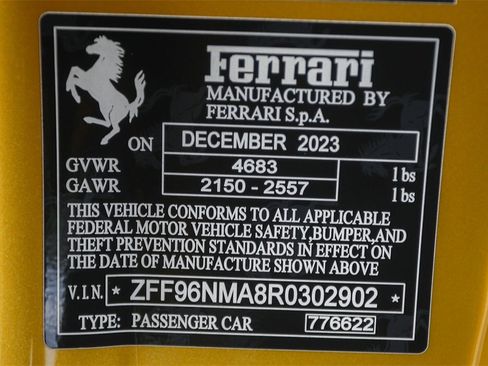 Ferrari
MANUFACTURED BY
FERRARI S.p.A.
ON DECEMBER 2023
GVWR 4683 lbs
GAWR 2150 - 2557 lbs
THIS VEHICLE CONFORMS TO ALL APPLICABLE
FEDERAL MOTOR VEHICLE SAFETY,BUMPER,AND
THEFT PREVENTION STANDARDS IN EFFECT ON
THE DATE OF MANUFACTURE SHOWN ABOVE
V.I.N. * ZFF96NMA8R0302902 *
TYPE: PASSENGER CAR 776622